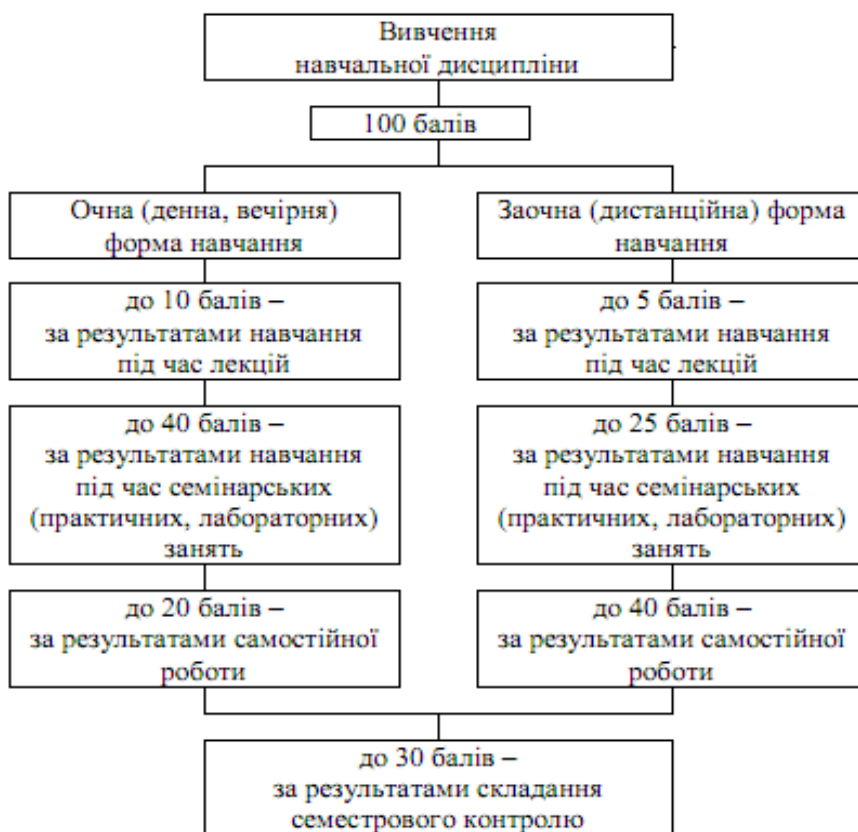 Вивчення
навчальної дисципліни
100 балів
Очна (денна, вечірня)
форма навчання
до 10 балів –
за результатами навчання
під час лекцій
до 40 балів –
за результатами навчання
під час семінарських
(практичних, лабораторних)
занять
до 20 балів –
за результатами самостійної
роботи
Заочна (дистанційна) форма
навчання
до 5 балів –
за результатами навчання
під час лекцій
до 25 балів –
за результатами навчання
під час семінарських
(практичних, лабораторних)
занять
до 40 балів –
за результатами самостійної
роботи
до 30 балів –
за результатами складання
семестрового контролю